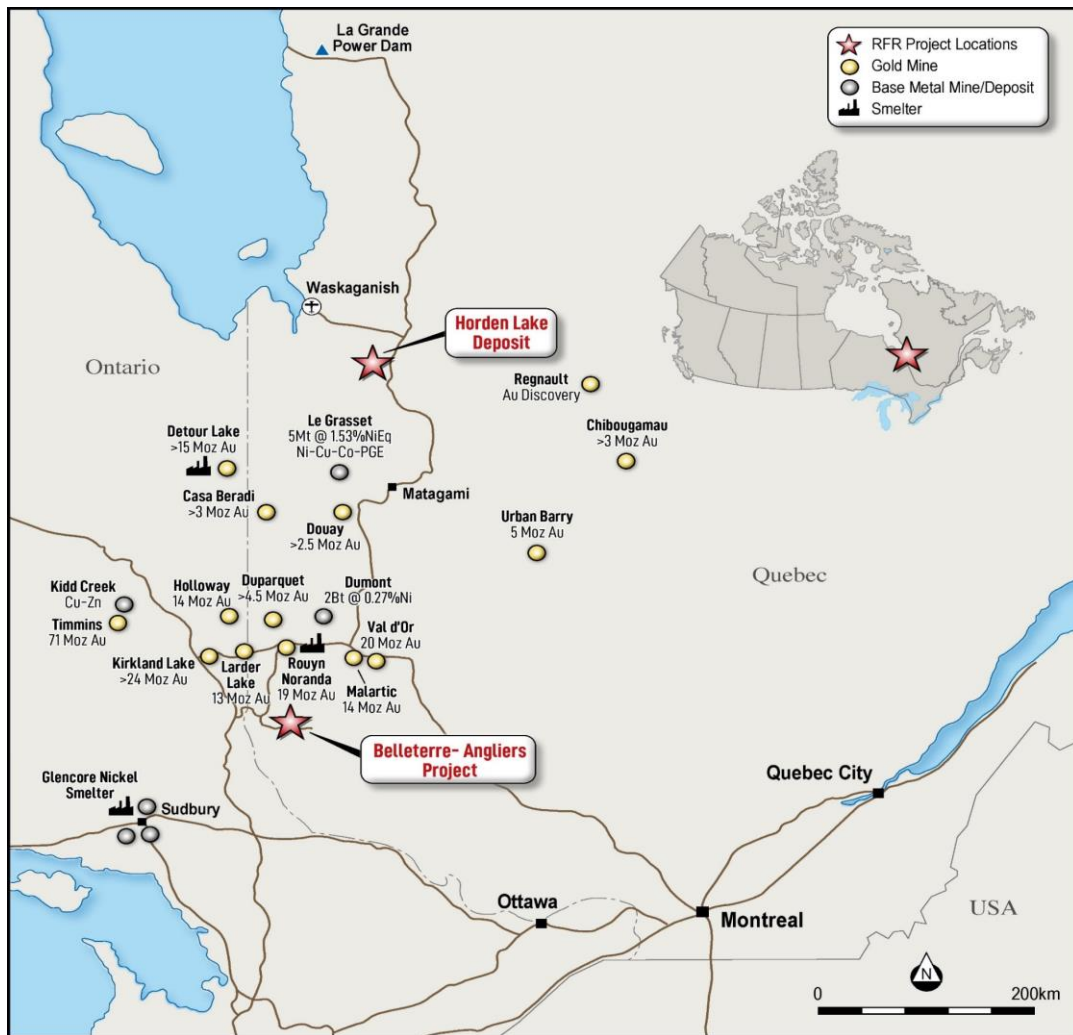 La Grande
Power Dam
RFR Project Locations
Gold Mine
Base Metal Mine/Deposit
Smelter
Waskaganish
Horden Lake
Deposit
Ontario
Regnault
Au Discovery
Le Grasset
5Mt @ 1.53%NiEq
Ni-Cu-Co-PGE
Detour Lake
>15 Moz Au
Chibougamau
>3 Moz Au
Matagami
Casa Beradi
>3 Moz Au
Douay
>2.5 Moz Au
Urban Barry
5 Moz Au
Quebec
Kidd Creek
Cu-Zn
Timmins
71 Moz Au
Holloway
14 Moz Au
Duparquet
>4.5 Moz Au
Dumont
2Bt @ 0.27%Ni
Val d'Or
20 Moz Au
Kirkland Lake
>24 Moz Au
Larder
Lake
13 Moz Au
Rouyn
Noranda
19 Moz Au
Malartic
14 Moz Au
Belleterre- Angliers
Project
Glencore Nickel
Smelter
Sudbury
Quebec City
Ottawa
Montreal
USA
N
0 200km